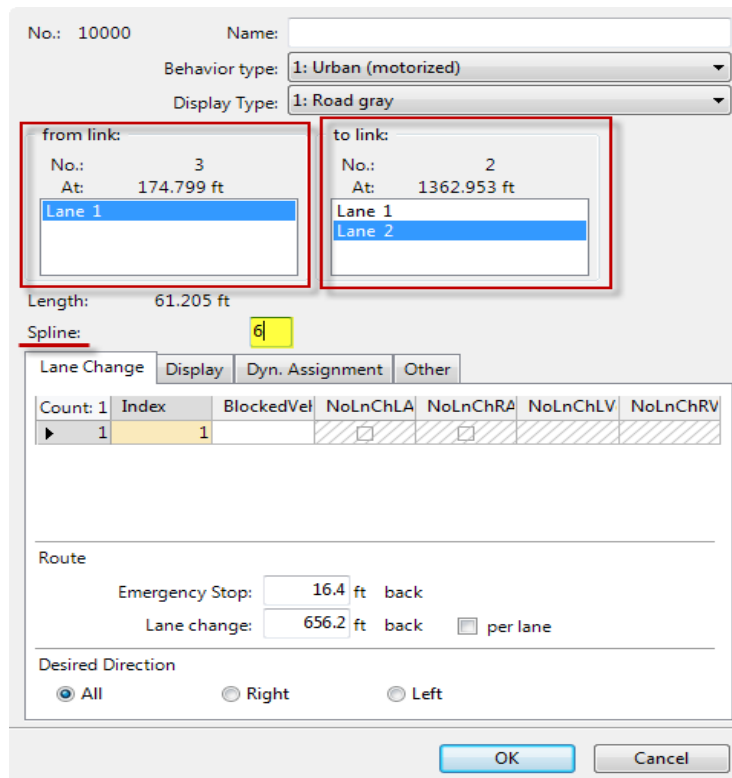 No.: 10000 Name:
Behavior type: 1: Urban (motorized)
Display Type: 1: Road gray
from link:
No.: 3
At: 174.799 ft
Lane 1
to link:
No.: 2
At: 1362.953 ft
Lane 1
Lane 2
Length: 61.205 ft
Spline: 6
Lane Change Display Dyn. Assignment Other
Count: 1 Index BlockedVeh NoLnChLA NoLnChRA NoLnChLV NoLnChRV
1 1
Route
Emergency Stop: 16.4 ft back
Lane change: 656.2 ft back per lane
Desired Direction
All Right Left
OK Cancel